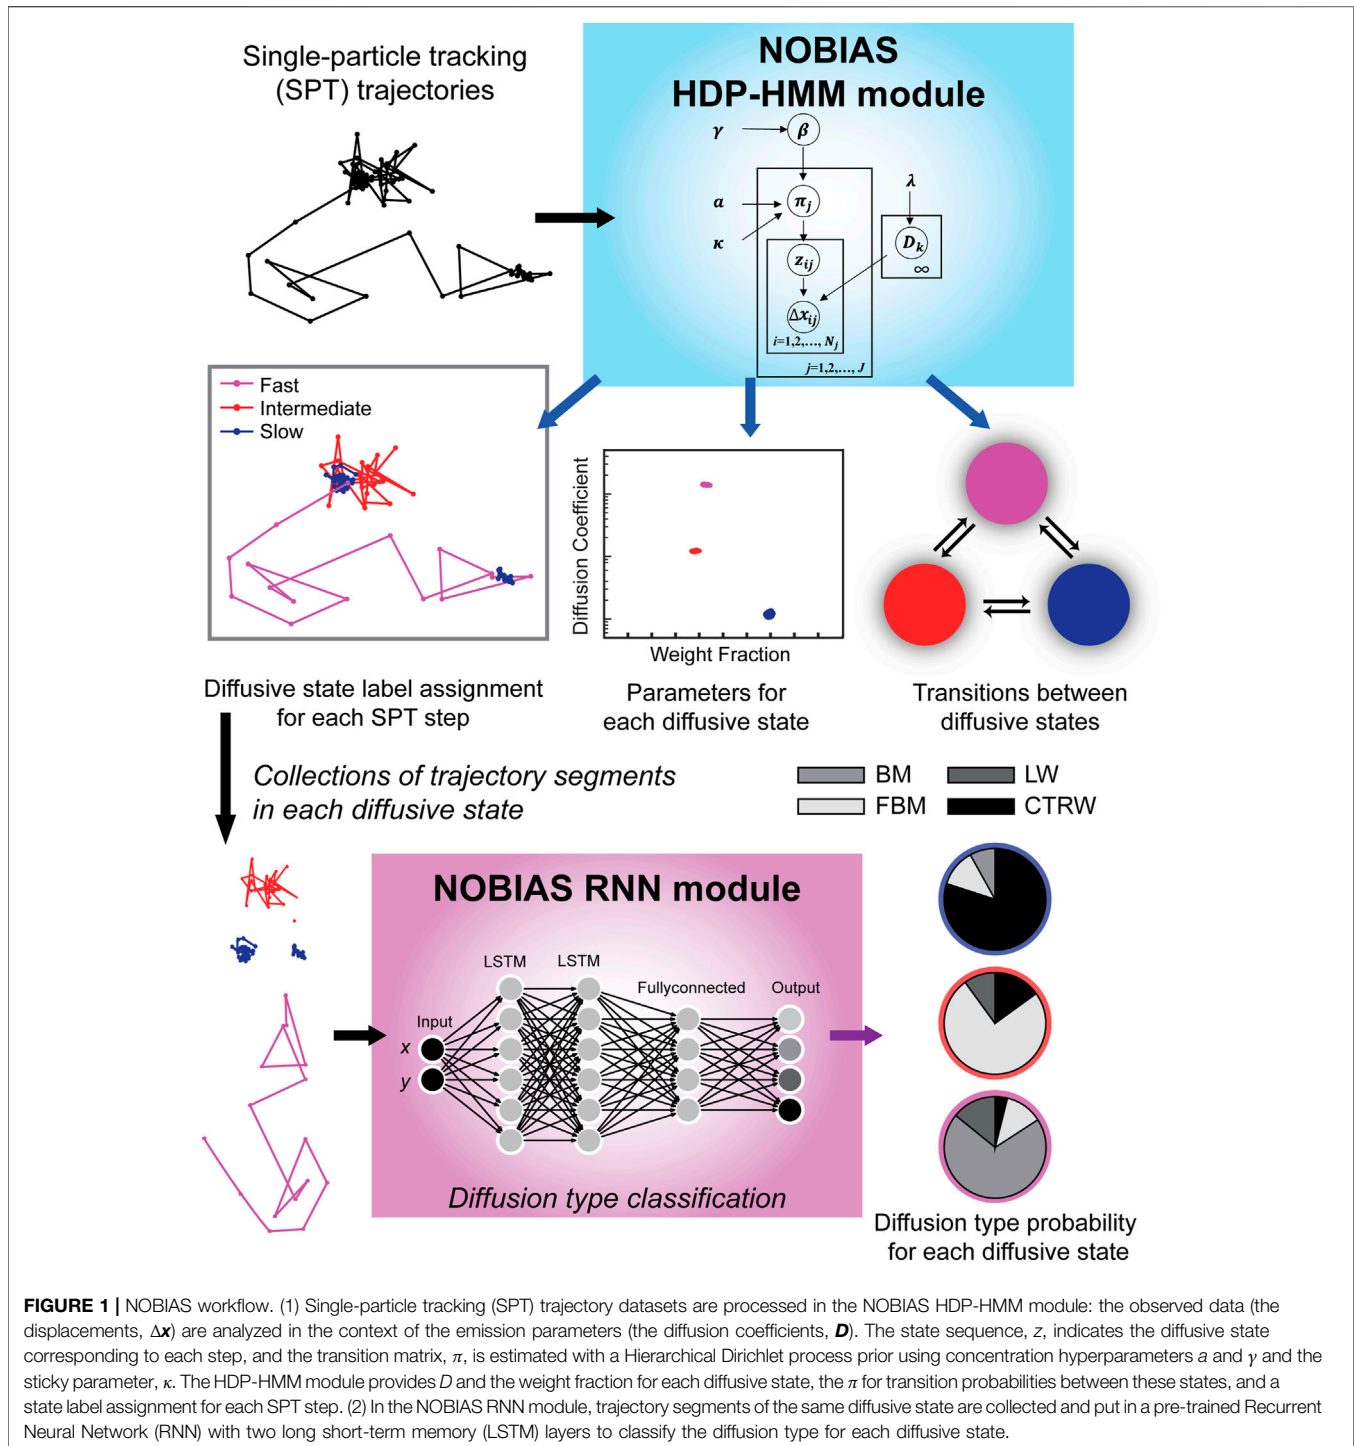 Single-particle tracking
(SPT) trajectories
NOBIAS
HDP-HMM module
γ
β
a
π_j
κ
λ
z_ij
D_k
∞
Δx_ij
i=1,2,..., N_j
j=1,2,..., J
Fast
Intermediate
Slow
Diffusion Coefficient
Weight Fraction
Diffusive state label assignment
for each SPT step
Parameters for
each diffusive state
Transitions between
diffusive states
Collections of trajectory segments
in each diffusive state
BM
LW
FBM
CTRW
NOBIAS RNN module
LSTM
LSTM
Fullyconnected
Output
Input
x
y
Diffusion type classification
Diffusion type probability
for each diffusive state
FIGURE 1 | NOBIAS workflow. (1) Single-particle tracking (SPT) trajectory datasets are processed in the NOBIAS HDP-HMM module: the observed data (the
displacements, Δx) are analyzed in the context of the emission parameters (the diffusion coefficients, D). The state sequence, z, indicates the diffusive state
corresponding to each step, and the transition matrix, π, is estimated with a Hierarchical Dirichlet process prior using concentration hyperparameters a and γ and the
sticky parameter, κ. The HDP-HMM module provides D and the weight fraction for each diffusive state, the π for transition probabilities between these states, and a
state label assignment for each SPT step. (2) In the NOBIAS RNN module, trajectory segments of the same diffusive state are collected and put in a pre-trained Recurrent
Neural Network (RNN) with two long short-term memory (LSTM) layers to classify the diffusion type for each diffusive state.